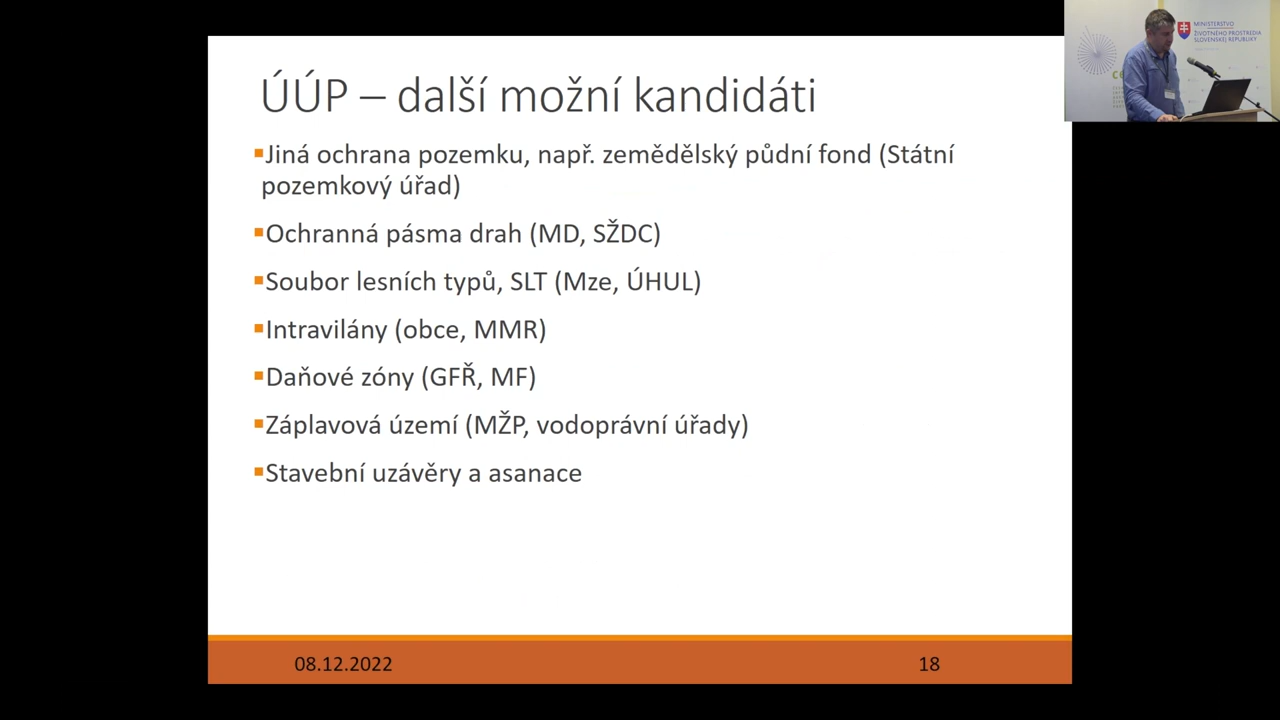 ÚÚP – další možní kandidáti
▪Jiná ochrana pozemku, např. zemědělský půdní fond (Státní
pozemkový úřad)
▪Ochranná pásma drah (MD, SŽDC)
▪Soubor lesních typů, SLT (Mze, ÚHUL)
▪Intravilány (obce, MMR)
▪Daňové zóny (GFŘ, MF)
▪Záplavová území (MŽP, vodoprávní úřady)
▪Stavební uzávěry a asanace
08.12.2022
18
MINISTERSTVO
ŽIVOTNÉHO PROSTREDIA
SLOVENSKEJ REPUBLIKY